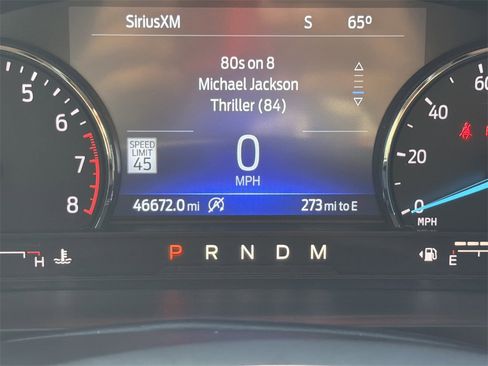 SiriusXM S 65°
80s on 8
Michael Jackson
Thriller (84)
SPEED
LIMIT
45
0
MPH
46672.0 mi 273 mi to E
5
6
7
8
60
40
20
0
MPH
H P R N D M E